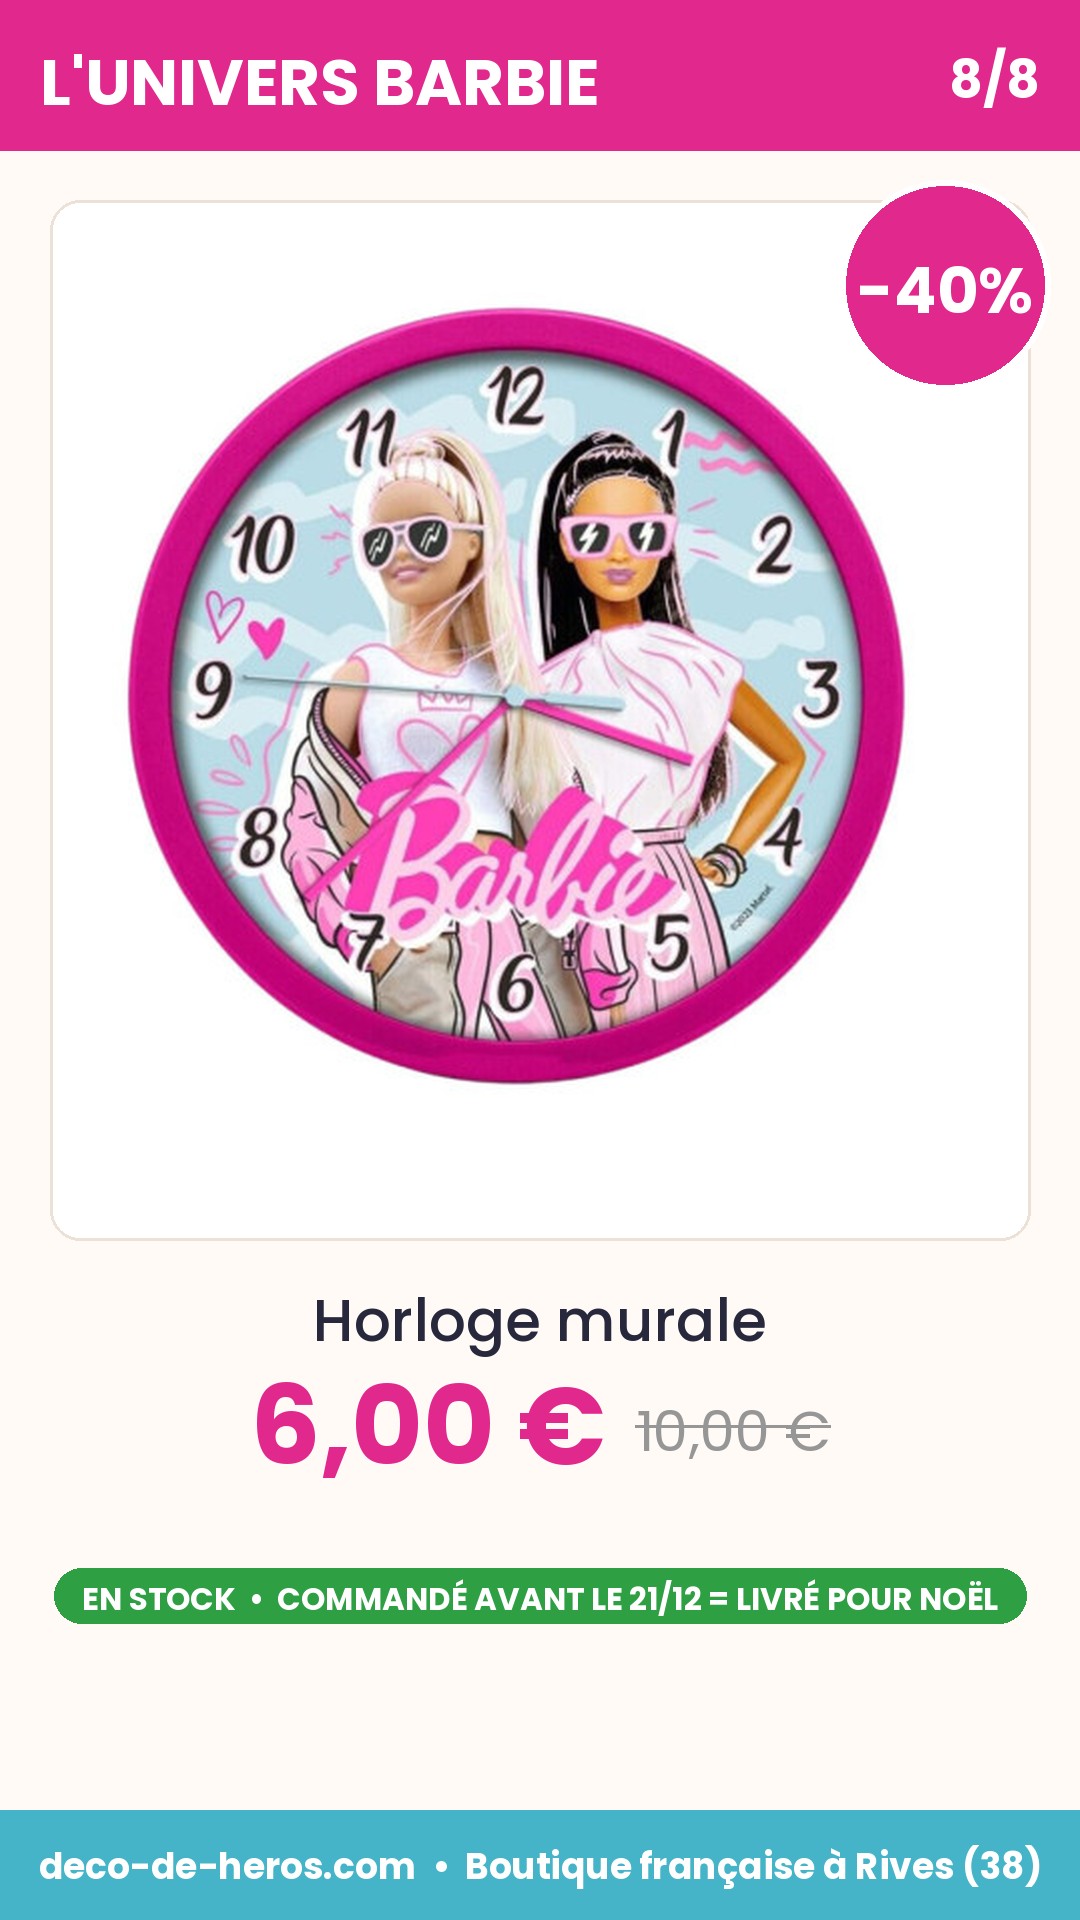 L'UNIVERS BARBIE
8/8
-40%
12
11
1
10
2
9
3
8
4
7
5
6
Barbie
©2023 Mattel.
Horloge murale
6,00 € 10,00 €
EN STOCK • COMMANDÉ AVANT LE 21/12 = LIVRÉ POUR NOËL
deco-de-heros.com • Boutique française à Rives (38)